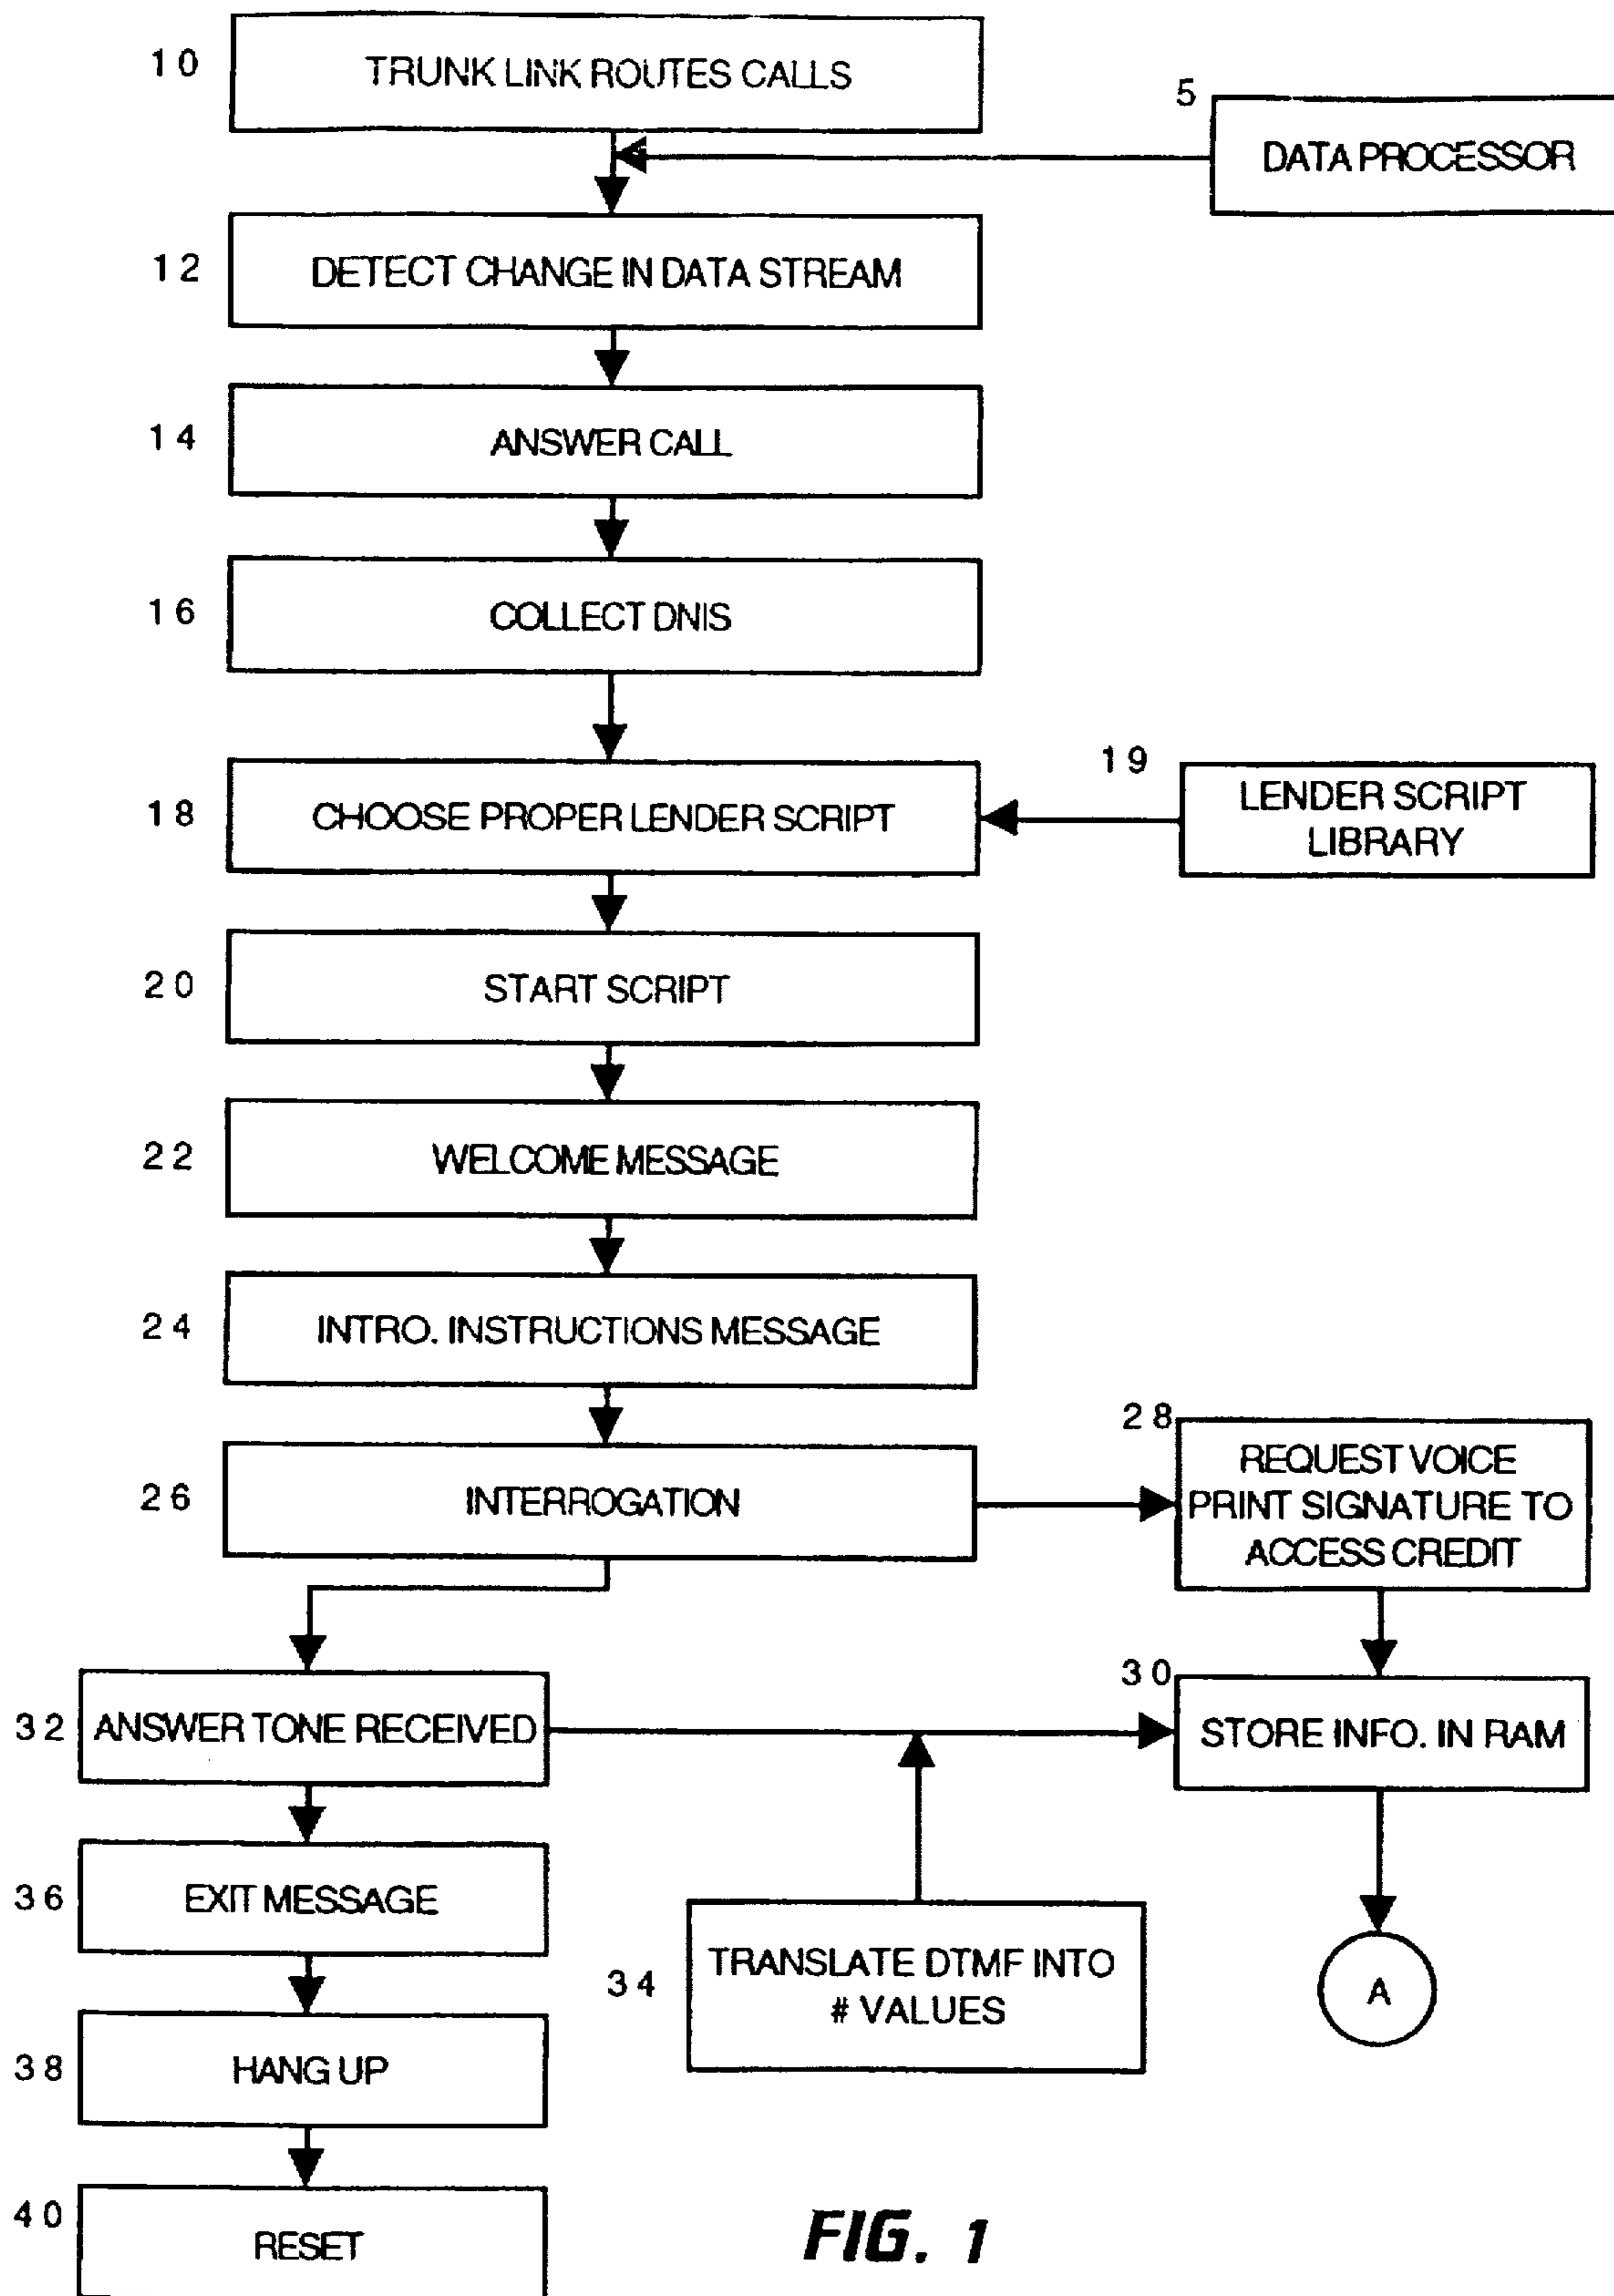 10
TRUNK LINK ROUTES CALLS
5
DATA PROCESSOR
12
DETECT CHANGE IN DATA STREAM
14
ANSWER CALL
16
COLLECT DNIS
18
CHOOSE PROPER LENDER SCRIPT
19
LENDER SCRIPT
LIBRARY
20
START SCRIPT
22
WELCOME MESSAGE
24
INTRO. INSTRUCTIONS MESSAGE
26
INTERROGATION
28
REQUEST VOICE
PRINT SIGNATURE TO
ACCESS CREDIT
32
ANSWER TONE RECEIVED
30
STORE INFO. IN RAM
36
EXIT MESSAGE
34
TRANSLATE DTMF INTO
# VALUES
A
38
HANG UP
40
RESET
FIG. 1